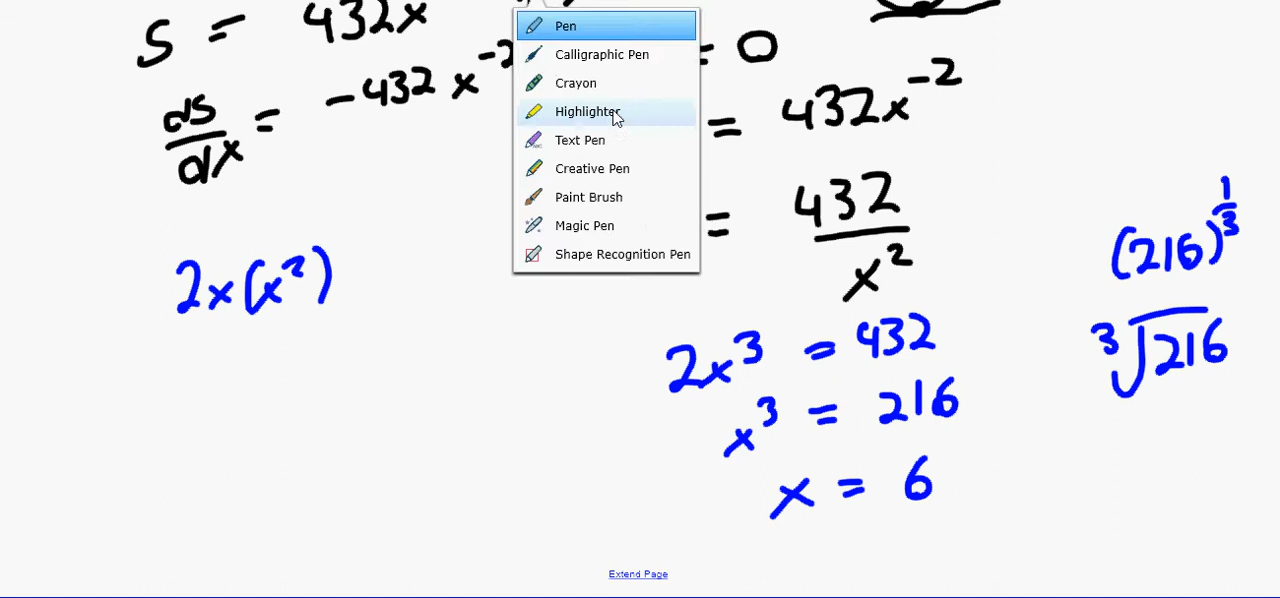 S = 432x
ds/dx = -432x^-2 = 0
Pen
Calligraphic Pen
Crayon
Highlighter
Text Pen
Creative Pen
Paint Brush
Magic Pen
Shape Recognition Pen
= 432x^-2
= 432/x^2
2x(x^2)
2x^3 = 432
x^3 = 216
x = 6
(216)^1/3
∛216
Extend Page